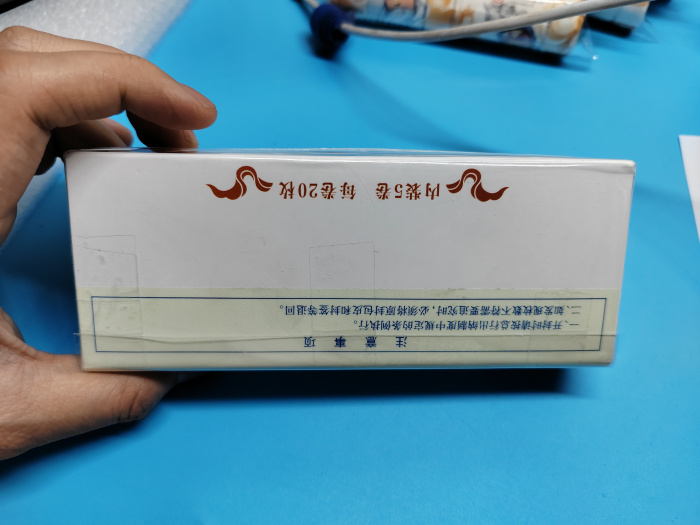 注意事项
一、开封时请按总行出纳制度中规定的条例执行。
二、如发现枚数不符需要追究时，必须将原封包皮和封签等退回。
内装5卷 每卷20枚